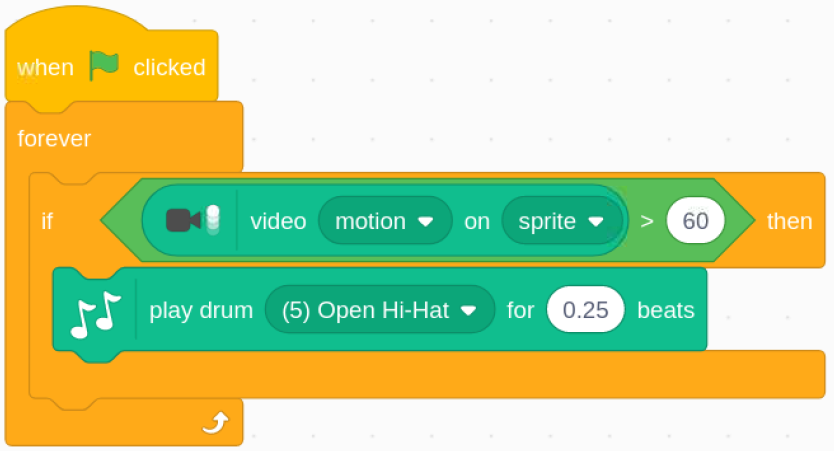 when clicked
forever
if video motion on sprite > 60 then
play drum (5) Open Hi-Hat for 0.25 beats